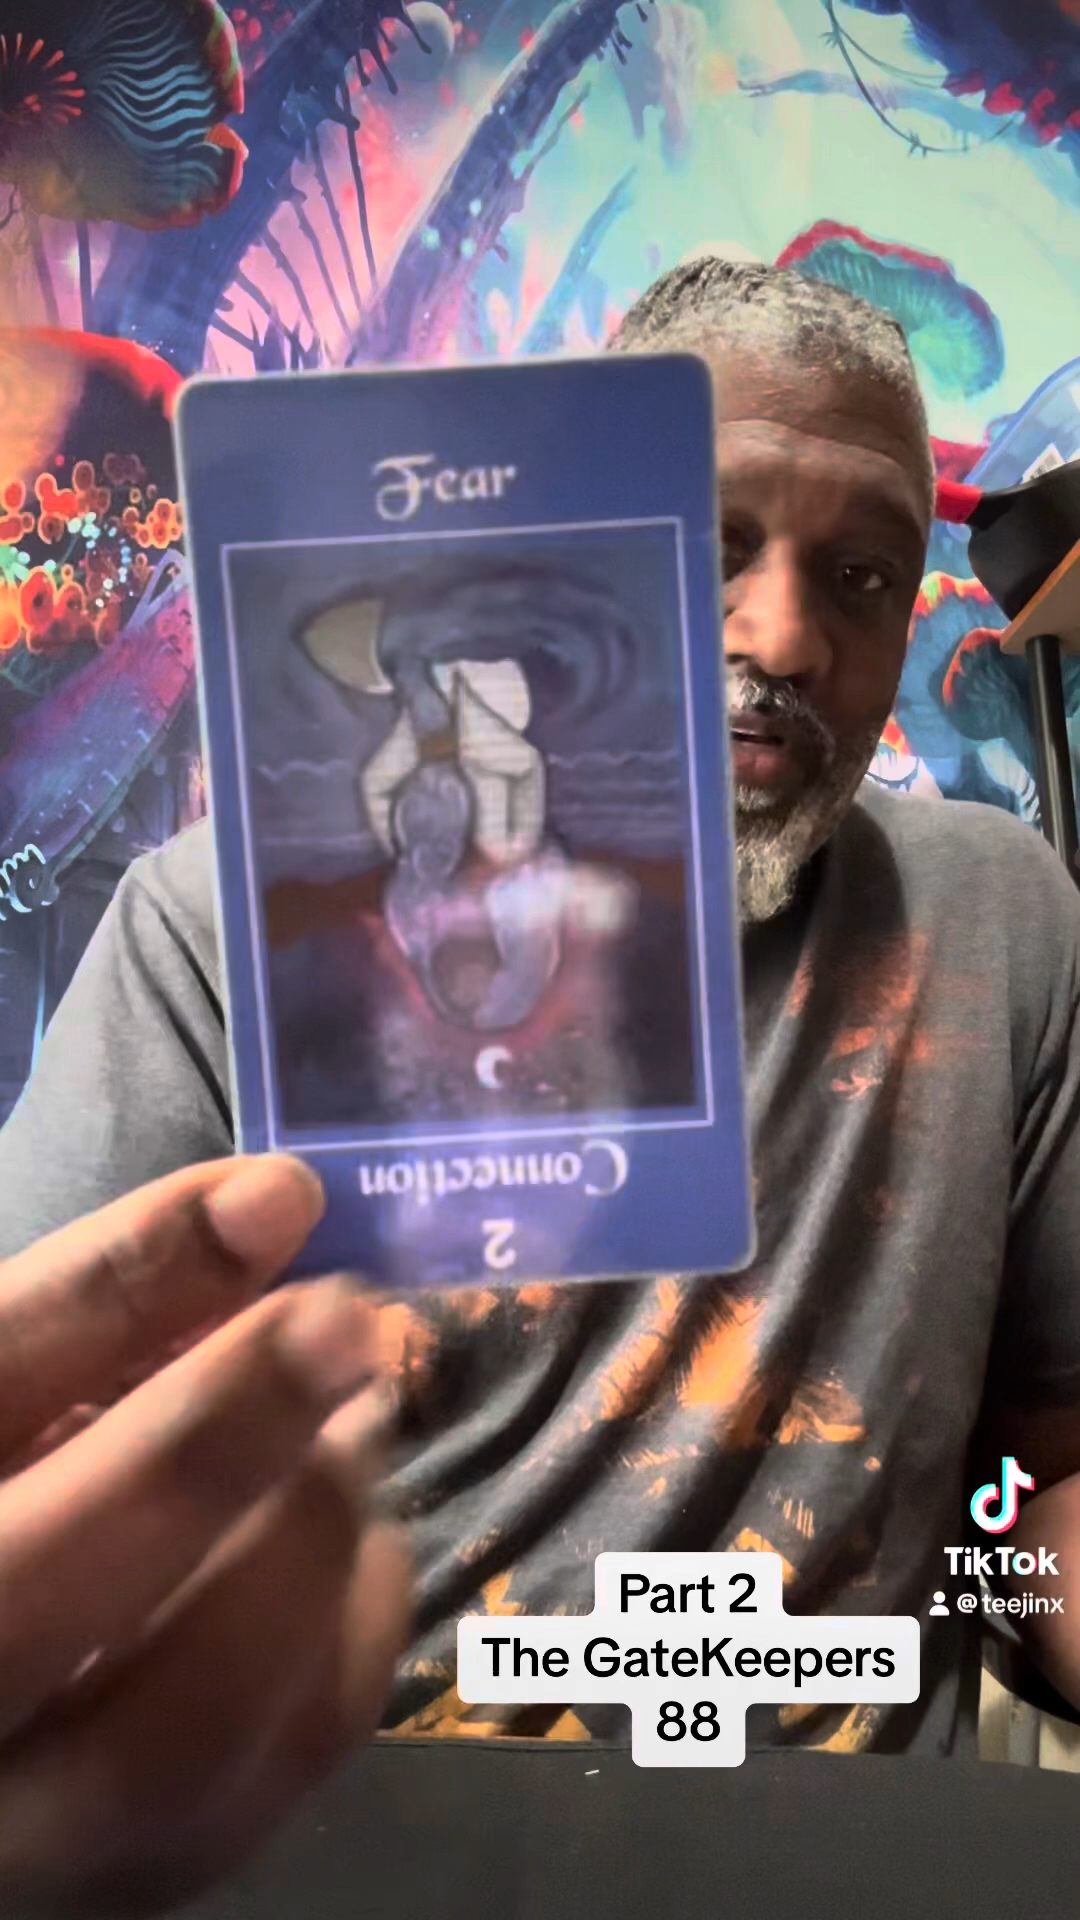 Fear
Connection
2
TikTok
@teejinx
Part 2
The GateKeepers
88